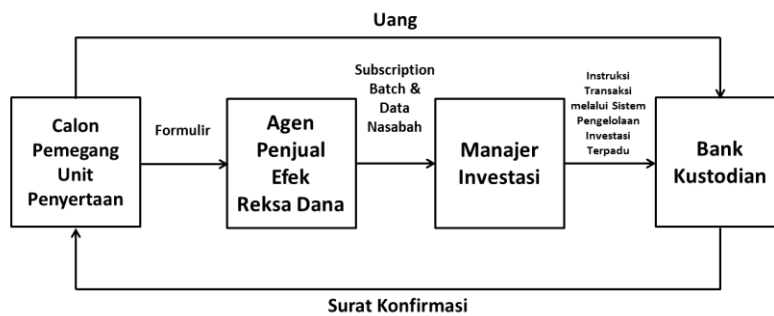 Uang
Calon
Pemegang
Unit
Penyertaan
Formulir
Agen
Penjual
Efek
Reksa Dana
Subscription
Batch &
Data
Nasabah
Manajer
Investasi
Instruksi
Transaksi
melalui Sistem
Pengelolaan
Investasi
Terpadu
Bank
Kustodian
Surat Konfirmasi